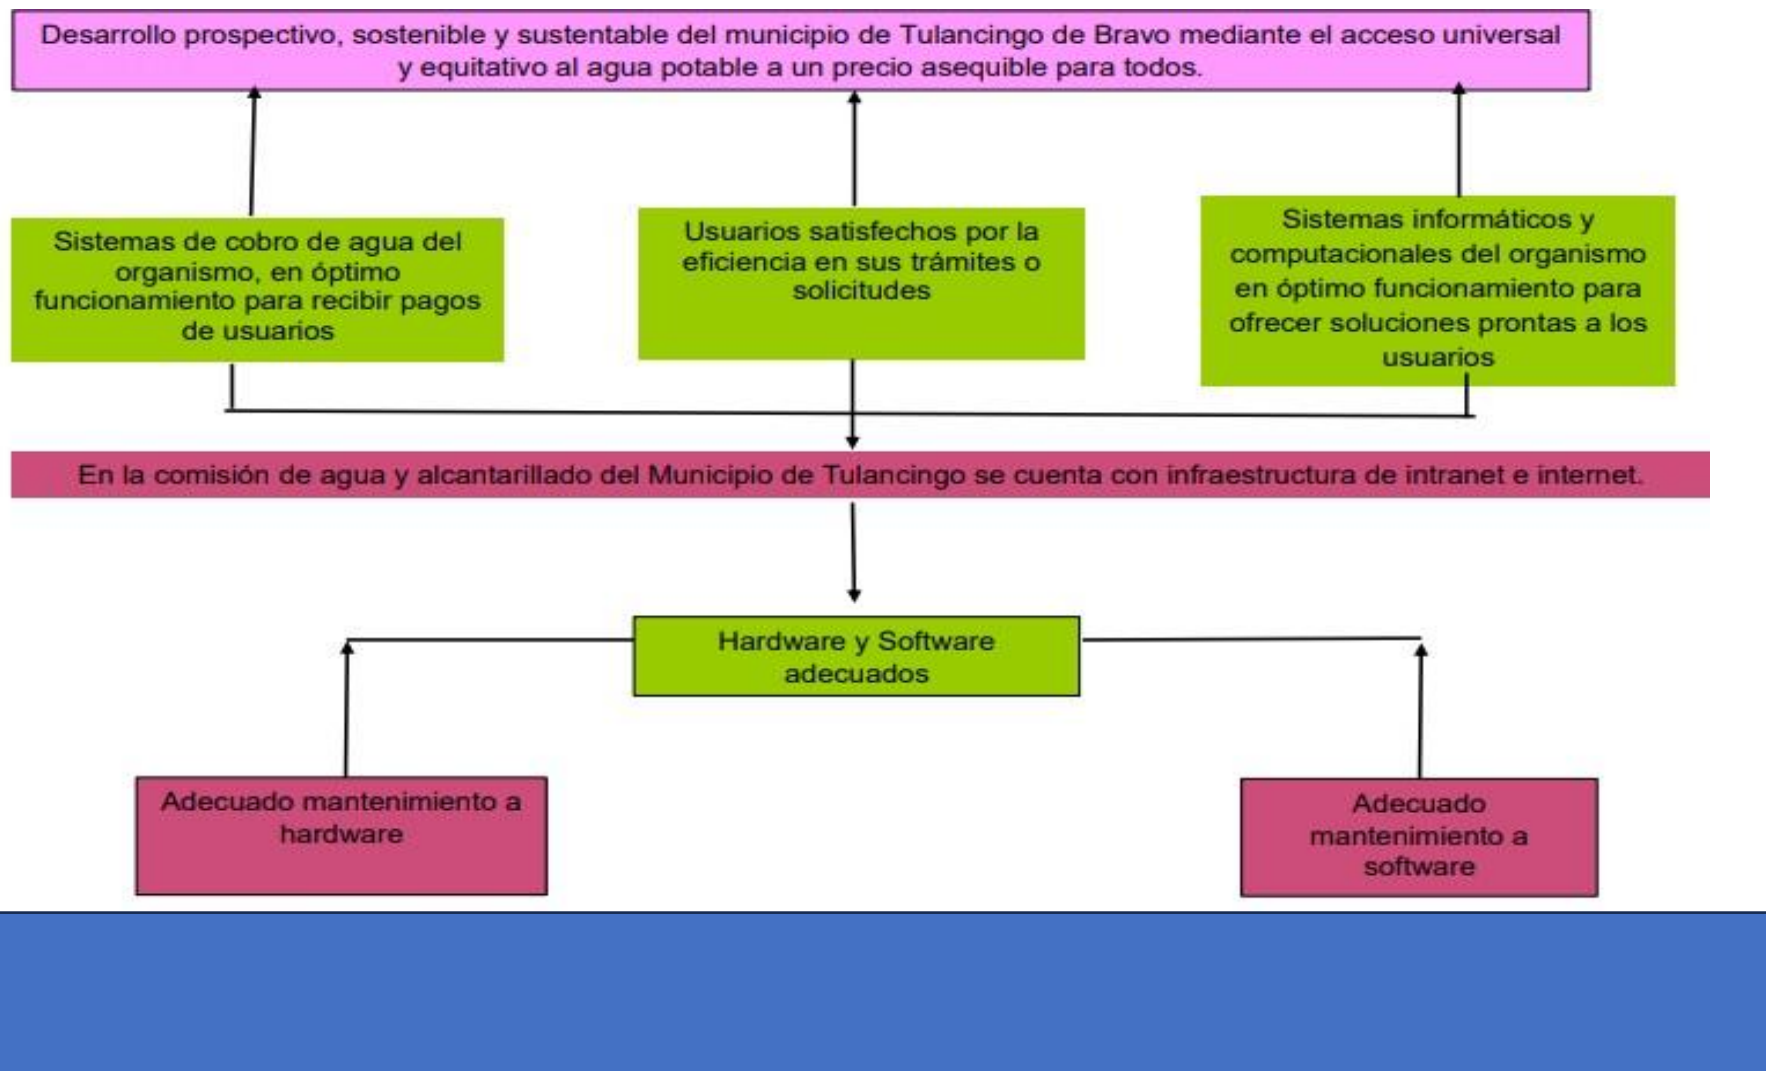 Desarrollo prospectivo, sostenible y sustentable del municipio de Tulancingo de Bravo mediante el acceso universal
y equitativo al agua potable a un precio asequible para todos.
Sistemas de cobro de agua del
organismo, en óptimo
funcionamiento para recibir pagos
de usuarios
Usuarios satisfechos por la
eficiencia en sus trámites o
solicitudes
Sistemas informáticos y
computacionales del organismo
en óptimo funcionamiento para
ofrecer soluciones prontas a los
usuarios
En la comisión de agua y alcantarillado del Municipio de Tulancingo se cuenta con infraestructura de intranet e internet.
Hardware y Software
adecuados
Adecuado mantenimiento a
hardware
Adecuado
mantenimiento a
software